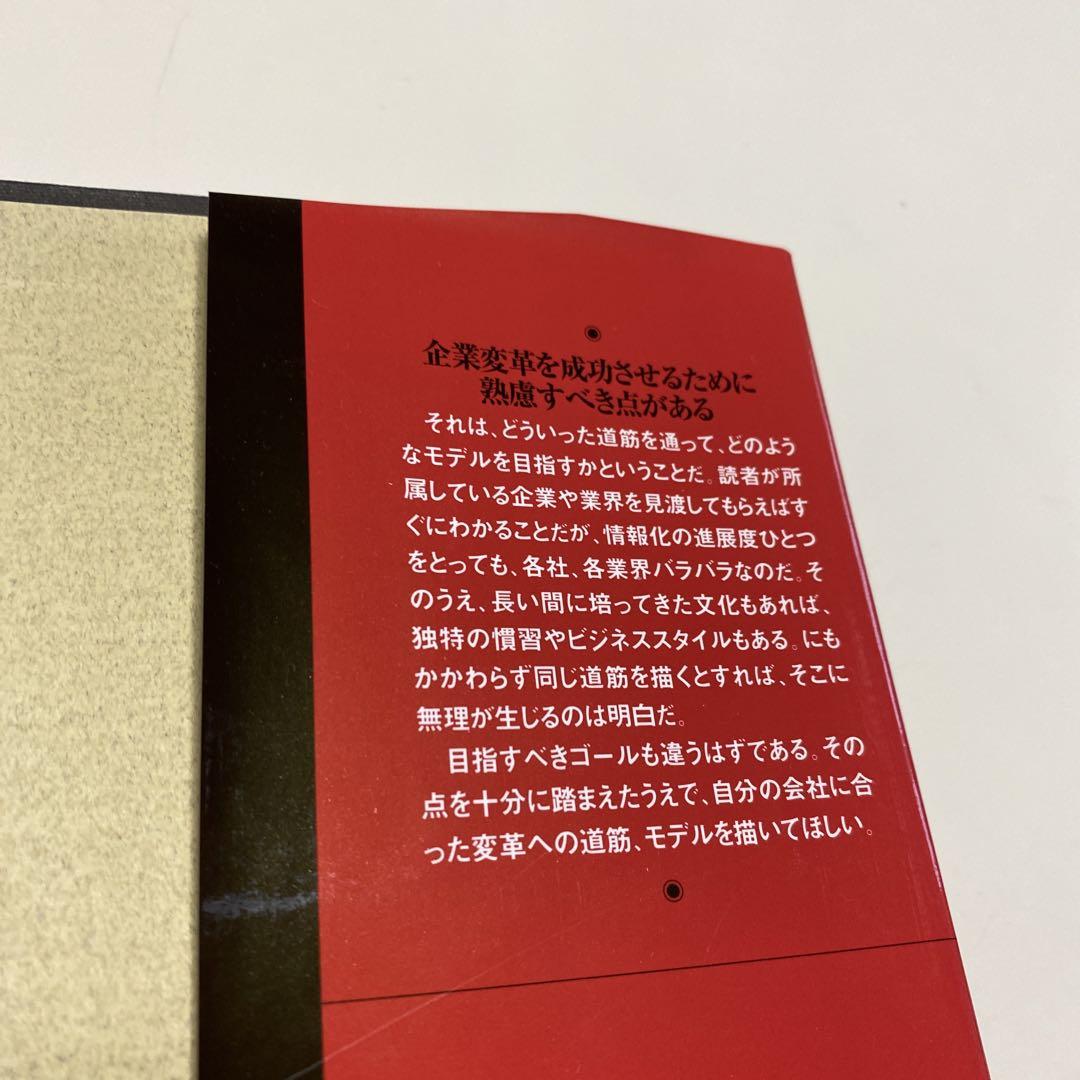 企業変革を成功させるために
熟慮すべき点がある
それは、どういった道筋を通って、どのよう
なモデルを目指すかということだ。読者が所
属している企業や業界を見渡してもらえばす
ぐにわかることだが、情報化の進展度ひとつ
をとっても、各社、各業界バラバラなのだ。そ
のうえ、長い間に培ってきた文化もあれば、
独特の慣習やビジネススタイルもある。にも
かかわらず同じ道筋を描くとすれば、そこに
無理が生じるのは明白だ。
目指すべきゴールも違うはずである。その
点を十分に踏まえたうえで、自分の会社に合
った変革への道筋、モデルを描いてほしい。